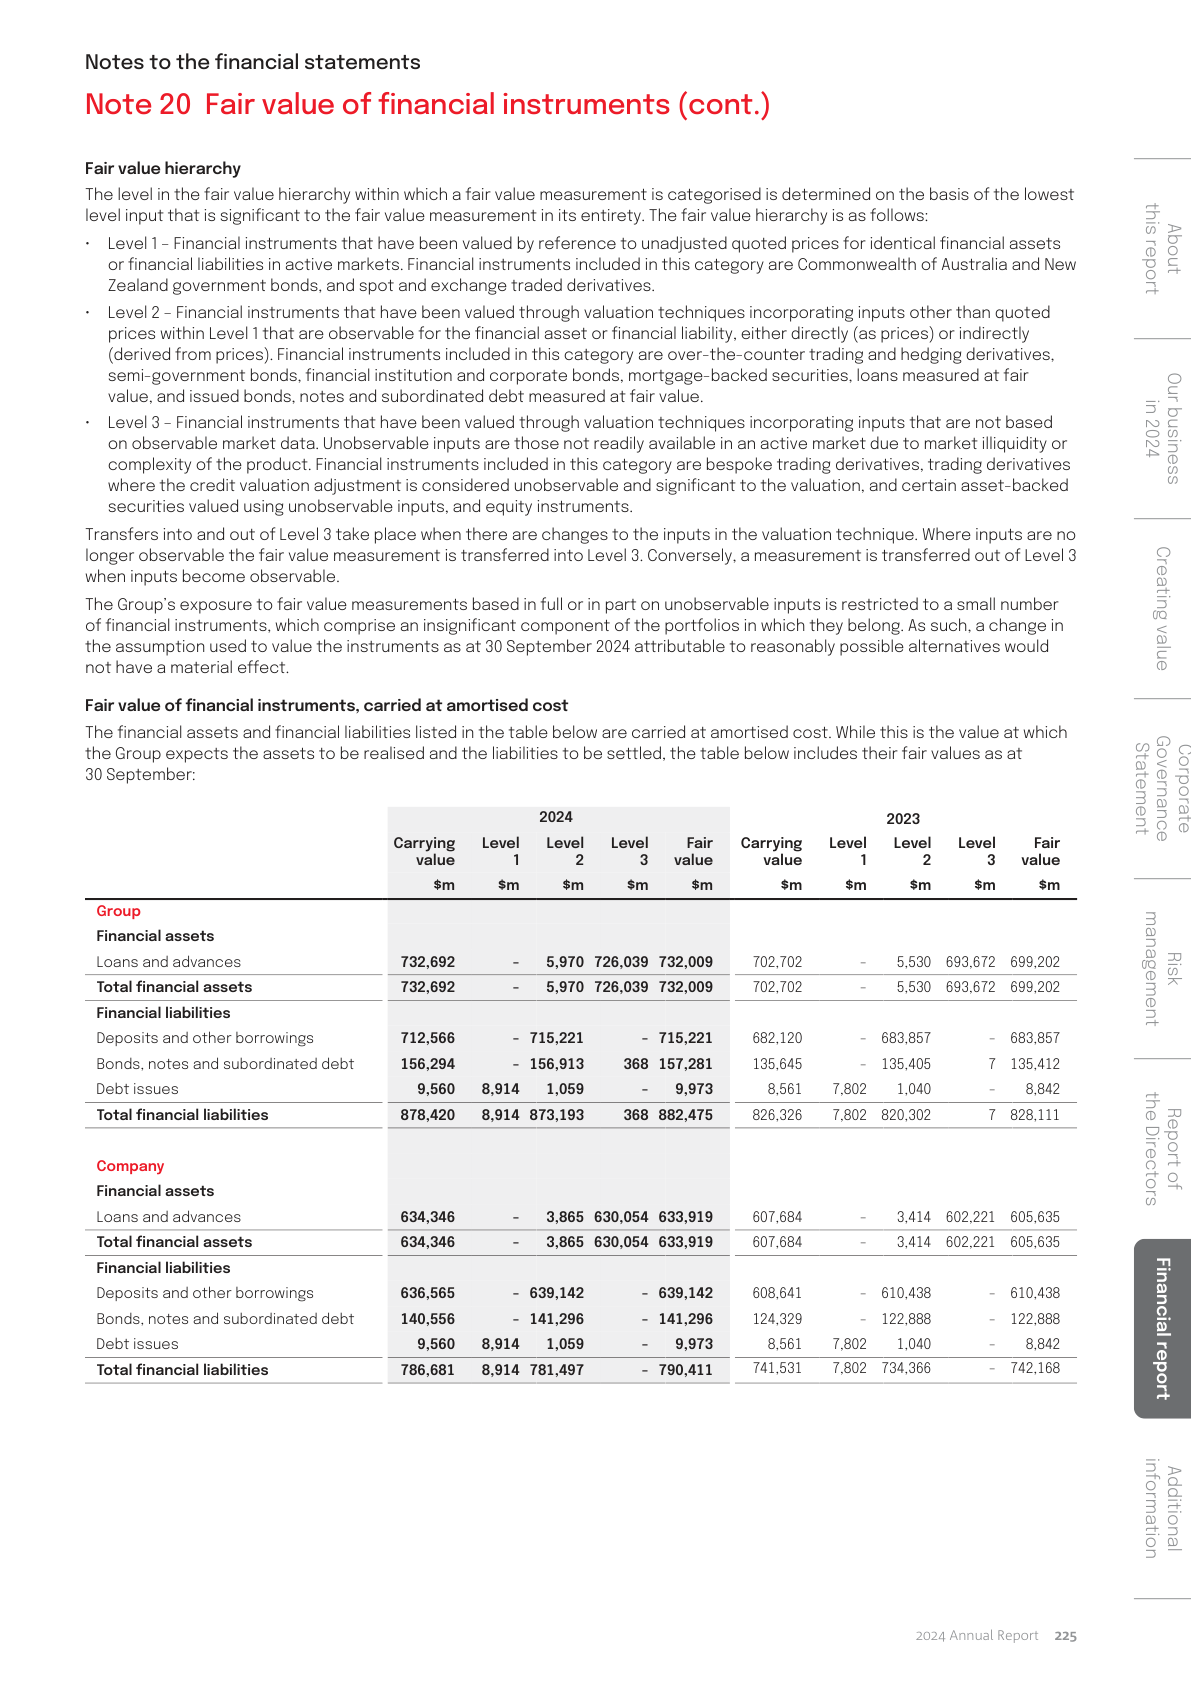 Notes to the financial statements
Note 20 Fair value of financial instruments (cont.)
Fair value hierarchy
The level in the fair value hierarchy within which a fair value measurement is categorised is determined on the basis of the lowest
level input that is significant to the fair value measurement in its entirety. The fair value hierarchy is as follows:
• Level 1 – Financial instruments that have been valued by reference to unadjusted quoted prices for identical financial assets
or financial liabilities in active markets. Financial instruments included in this category are Commonwealth of Australia and New
Zealand government bonds, and spot and exchange traded derivatives.
• Level 2 – Financial instruments that have been valued through valuation techniques incorporating inputs other than quoted
prices within Level 1 that are observable for the financial asset or financial liability, either directly (as prices) or indirectly
(derived from prices). Financial instruments included in this category are over-the-counter trading and hedging derivatives,
semi-government bonds, financial institution and corporate bonds, mortgage-backed securities, loans measured at fair
value, and issued bonds, notes and subordinated debt measured at fair value.
• Level 3 – Financial instruments that have been valued through valuation techniques incorporating inputs that are not based
on observable market data. Unobservable inputs are those not readily available in an active market due to market illiquidity or
complexity of the product. Financial instruments included in this category are bespoke trading derivatives, trading derivatives
where the credit valuation adjustment is considered unobservable and significant to the valuation, and certain asset-backed
securities valued using unobservable inputs, and equity instruments.
Transfers into and out of Level 3 take place when there are changes to the inputs in the valuation technique. Where inputs are no
longer observable the fair value measurement is transferred into Level 3. Conversely, a measurement is transferred out of Level 3
when inputs become observable.
The Group's exposure to fair value measurements based in full or in part on unobservable inputs is restricted to a small number
of financial instruments, which comprise an insignificant component of the portfolios in which they belong. As such, a change in
the assumption used to value the instruments as at 30 September 2024 attributable to reasonably possible alternatives would
not have a material effect.
Fair value of financial instruments, carried at amortised cost
The financial assets and financial liabilities listed in the table below are carried at amortised cost. While this is the value at which
the Group expects the assets to be realised and the liabilities to be settled, the table below includes their fair values as at
30 September:
2024 2023
Carrying Level Level Level Fair Carrying Level Level Level Fair
value 1 2 3 value value 1 2 3 value
$m $m $m $m $m $m $m $m $m $m
Group
Financial assets
Loans and advances 732,692 – 5,970 726,039 732,009 702,702 – 5,530 693,672 699,202
Total financial assets 732,692 – 5,970 726,039 732,009 702,702 – 5,530 693,672 699,202
Financial liabilities
Deposits and other borrowings 712,566 – 715,221 – 715,221 682,120 – 683,857 – 683,857
Bonds, notes and subordinated debt 156,294 – 156,913 368 157,281 135,645 – 135,405 7 135,412
Debt issues 9,560 8,914 1,059 – 9,973 8,561 7,802 1,040 – 8,842
Total financial liabilities 878,420 8,914 873,193 368 882,475 826,326 7,802 820,302 7 828,111
Company
Financial assets
Loans and advances 634,346 – 3,865 630,054 633,919 607,684 – 3,414 602,221 605,635
Total financial assets 634,346 – 3,865 630,054 633,919 607,684 – 3,414 602,221 605,635
Financial liabilities
Deposits and other borrowings 636,565 – 639,142 – 639,142 608,641 – 610,438 – 610,438
Bonds, notes and subordinated debt 140,556 – 141,296 – 141,296 124,329 – 122,888 – 122,888
Debt issues 9,560 8,914 1,059 – 9,973 8,561 7,802 1,040 – 8,842
Total financial liabilities 786,681 8,914 781,497 – 790,411 741,531 7,802 734,366 – 742,168
About
this report
Our business
in 2024
Creating value
Corporate
Governance
Statement
Risk
management
Report of
the Directors
Financial report
Additional
information
2024 Annual Report 225